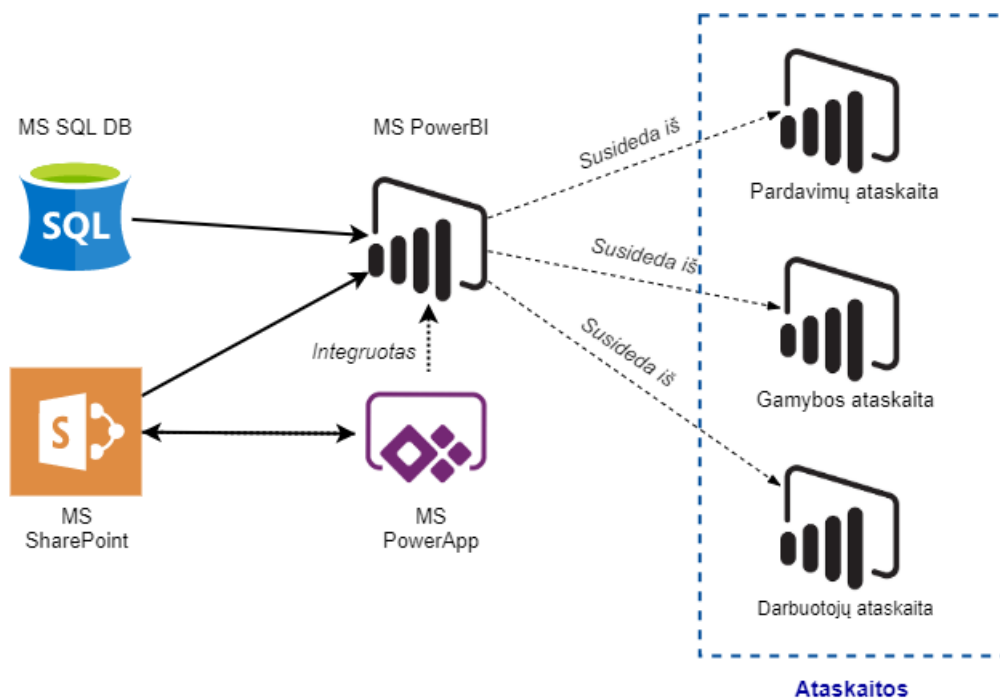 MS SQL DB
SQL
MS PowerBI
Susideda iš
Susideda iš
Susideda iš
Integruotas
S
MS
SharePoint
MS
PowerApp
Pardavimų ataskaita
Gamybos ataskaita
Darbuotojų ataskaita
Ataskaitos